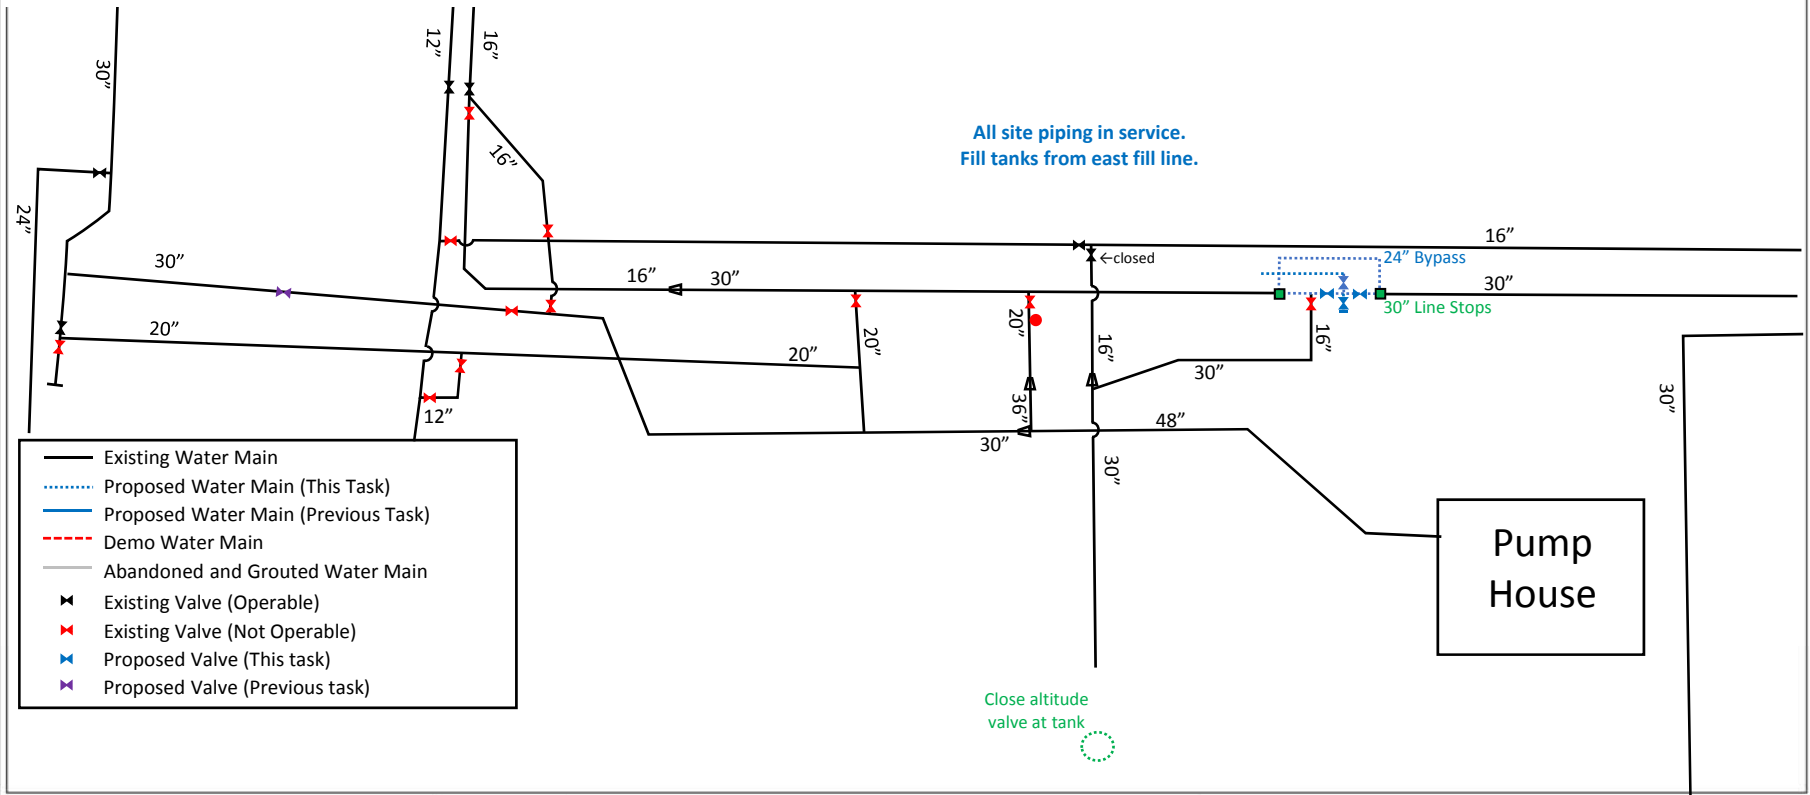 12”
16”
30”
All site piping in service.
Fill tanks from east fill line.
16”
24”
16”
←closed
24” Bypass
30”
16”
30”
30”
30” Line Stops
20”
20”
20”
20”
16”
16”
30”
30”
36”
12”
48”
30”
30”
Existing Water Main
Proposed Water Main (This Task)
Proposed Water Main (Previous Task)
Demo Water Main
Abandoned and Grouted Water Main
Existing Valve (Operable)
Existing Valve (Not Operable)
Proposed Valve (This task)
Proposed Valve (Previous task)
Pump
House
Close altitude
valve at tank